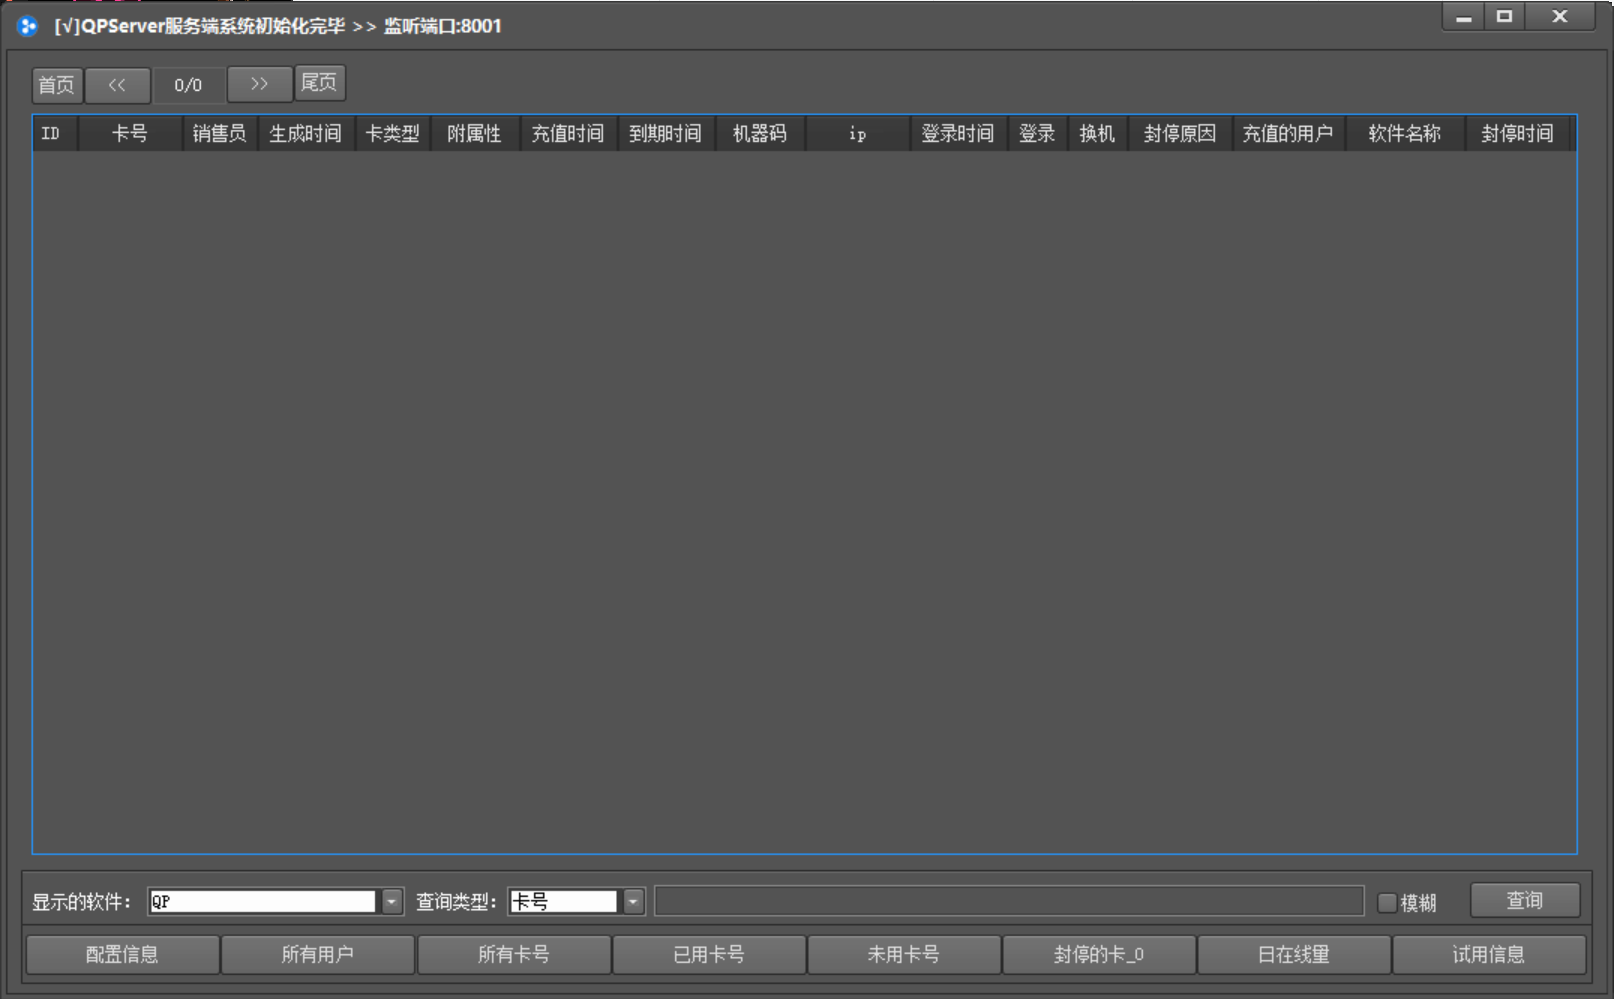 [√]QPServer服务端系统初始化完毕 >> 监听端口:8001
首页 << 0/0 >> 尾页
ID 卡号 销售员 生成时间 卡类型 附属性 充值时间 到期时间 机器码 ip 登录时间 登录 换机 封停原因 充值的用户 软件名称 封停时间
显示的软件: QP 查询类型: 卡号 模糊 查询
配置信息 所有用户 所有卡号 已用卡号 未用卡号 封停的卡_0 日在线量 试用信息